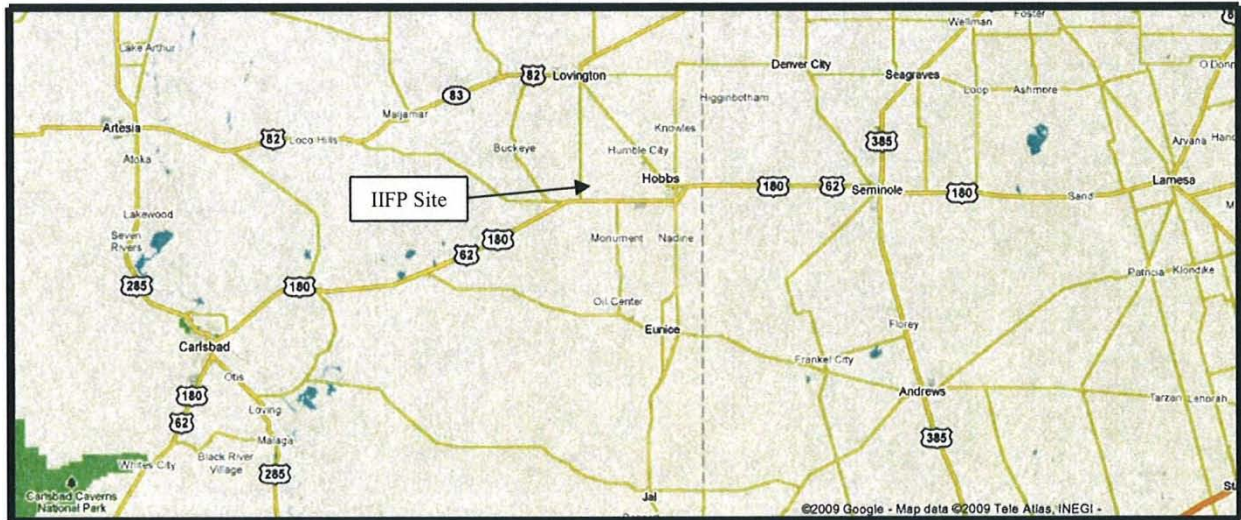 Lake Arthur
Artesia
Atoka
Lakewood
Seven
Rivers
285
Carlsbad
Otis
180
62
Loving
Malaga
Black River
Village
Whites City
285
Carlsbad Caverns
National Park
82
Loco Hills
Maljamar
83
82
Lovington
Buckeye
Humble City
Knowles
Hobbs
IIFP Site
180
62
180
Monument
Nadine
Oil Center
Eunice
Jal
Higginbotham
Denver City
Seagraves
Wellman
Foster
Loop
Ashmore
385
180
62
Seminole
180
Sand
Lamesa
Arvana
O Donn
Patricia
Klondike
Florey
Frankel City
Andrews
385
Tarzan
Lenorah
©2009 Google - Map data ©2009 Tele Atlas, INEGI -